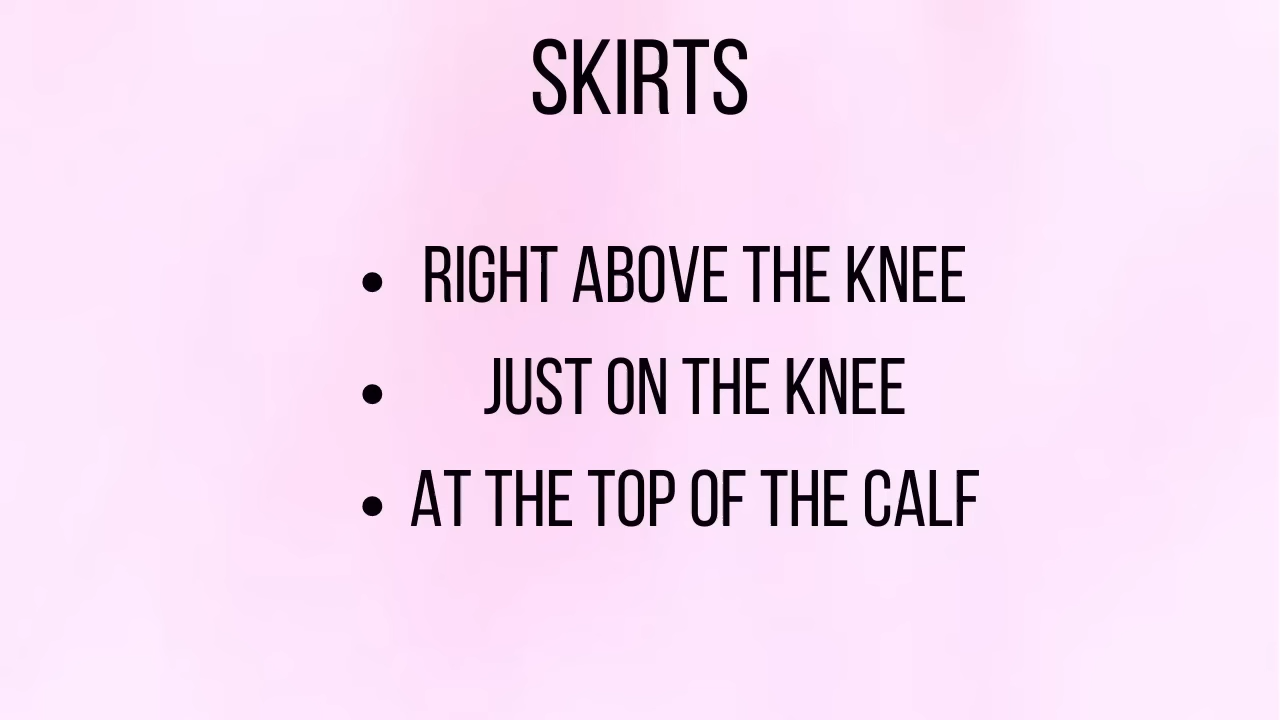 SKIRTS
• RIGHT ABOVE THE KNEE
• JUST ON THE KNEE
• AT THE TOP OF THE CALF